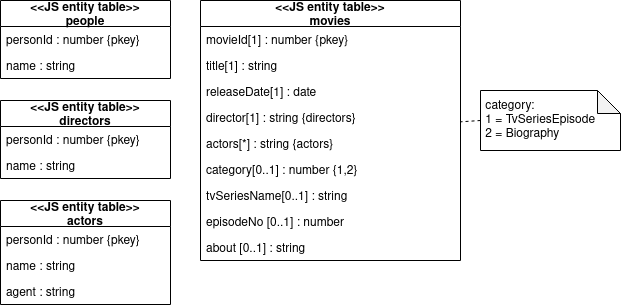 <<JS entity table>>
people
personId : number {pkey}
name : string
<<JS entity table>>
directors
personId : number {pkey}
name : string
<<JS entity table>>
actors
personId : number {pkey}
name : string
agent : string
<<JS entity table>>
movies
movieId[1] : number {pkey}
title[1] : string
releaseDate[1] : date
director[1] : string {directors}
actors[*] : string {actors}
category[0..1] : number {1,2}
tvSeriesName[0..1] : string
episodeNo [0..1] : number
about [0..1] : string
category:
1 = TvSeriesEpisode
2 = Biography